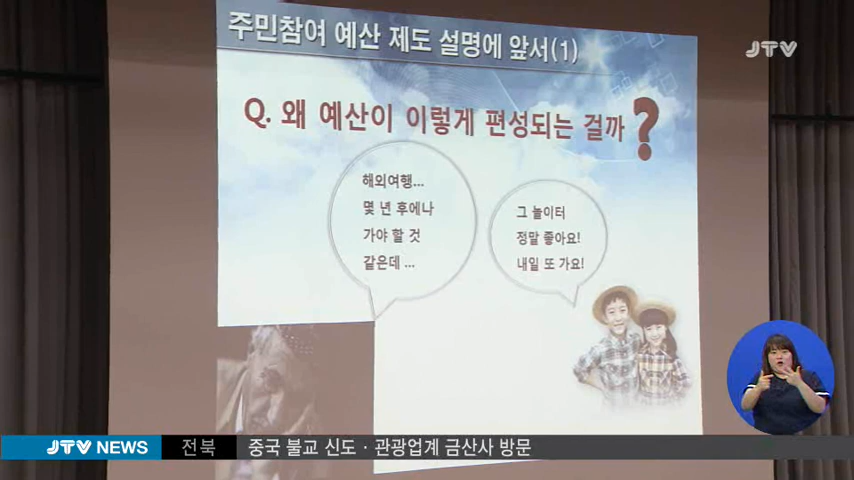 주민참여 예산 제도 설명에 앞서(1)
JTV
Q. 왜 예산이 이렇게 편성되는 걸까?
해외여행...
몇 년 후에나
가야 할 것
같은데 ...
그 놀이터
정말 좋아요!
내일 또 가요!
JTV NEWS 전북 중국 불교 신도 · 관광업계 금산사 방문